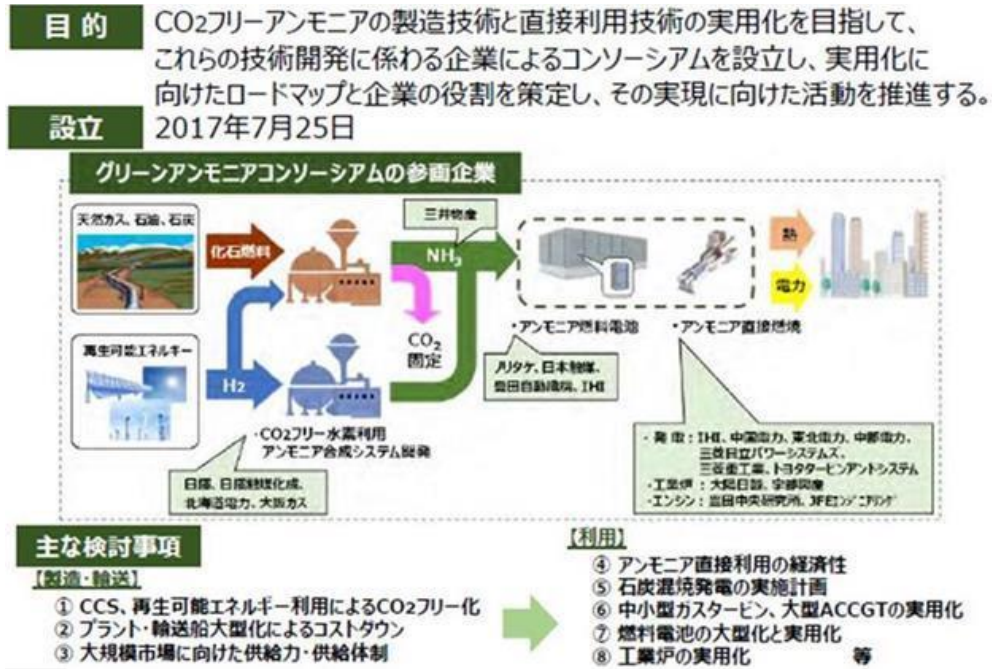 目的
CO2フリーアンモニアの製造技術と直接利用技術の実用化を目指して、
これらの技術開発に係わる企業によるコンソーシアムを設立し、実用化に
向けたロードマップと企業の役割を策定し、その実現に向けた活動を推進する。
設立
2017年7月25日
グリーンアンモニアコンソーシアムの参画企業
天然ガス、石油、石炭
化石燃料
三井物産
NH3
熱
電力
CO2
固定
・アンモニア燃料電池
・アンモニア直接燃焼
再生可能エネルギー
H2
・CO2フリー水素利用
アンモニア合成システム開発
ノリタケ、日本触媒、
豊田自動織機、IHI
日揮、日揮触媒化成、
北海道電力、大阪ガス
・発電：IHI、中国電力、東北電力、中部電力、
三菱日立パワーシステムズ、
三菱重工業、トヨタタービンアンドシステム
・工業炉：大陽日酸、宇部興産
・エンジン：豊田中央研究所、JFEエンジニアリング
主な検討事項
【製造・輸送】
① CCS、再生可能エネルギー利用によるCO2フリー化
② プラント・輸送船大型化によるコストダウン
③ 大規模市場に向けた供給力・供給体制
【利用】
④ アンモニア直接利用の経済性
⑤ 石炭混焼発電の実施計画
⑥ 中小型ガスタービン、大型ACCGTの実用化
⑦ 燃料電池の大型化と実用化
⑧ 工業炉の実用化 等